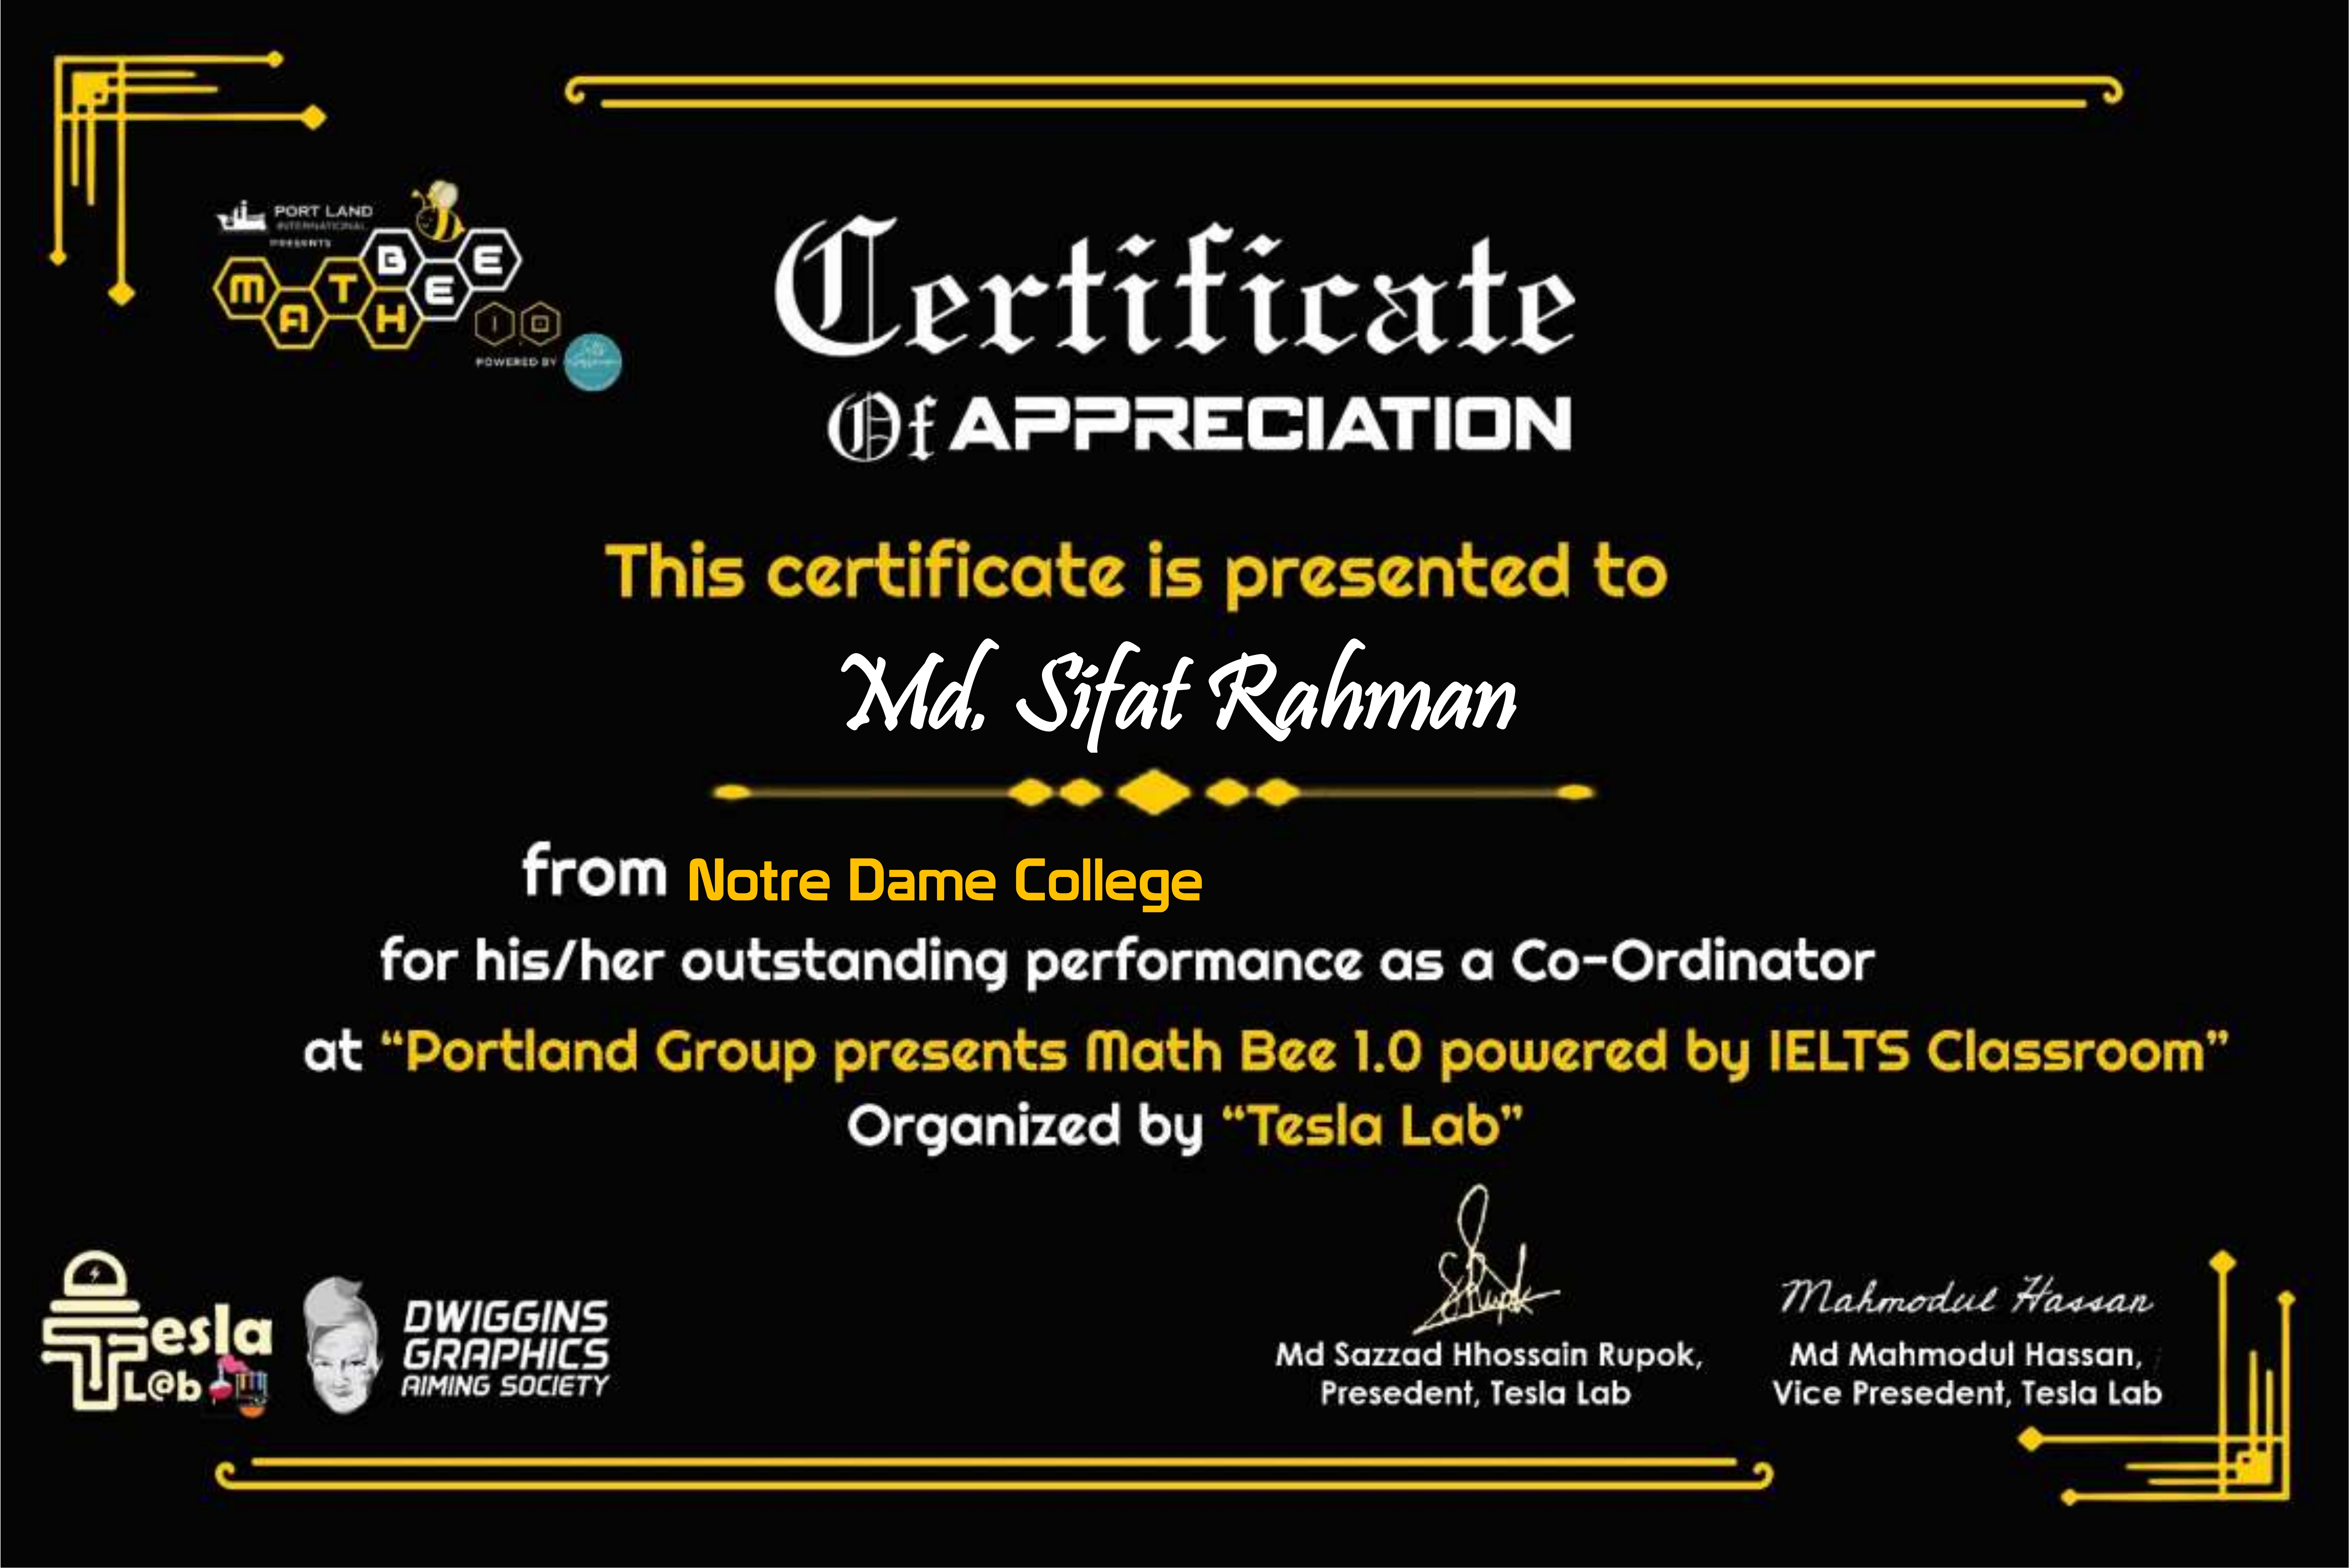 PORT LAND
INTERNATIONAL
PRESENTS
MATH BEE
1.0
POWERED BY
Certificate
Of APPRECIATION
This certificate is presented to
Md. Sifat Rahman
from Notre Dame College
for his/her outstanding performance as a Co-Ordinator
at “Portland Group presents Math Bee 1.0 powered by IELTS Classroom”
Organized by “Tesla Lab”
Tesla
L@b
DWIGGINS
GRAPHICS
AIMING SOCIETY
Mahmodul Hassan
Md Sazzad Hhossain Rupok,
Presedent, Tesla Lab
Md Mahmodul Hassan,
Vice Presedent, Tesla Lab